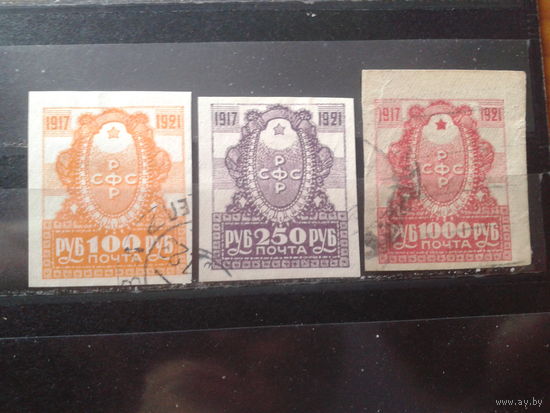 1917 1921
Р
С Ф С
Р
РУБ 100 РУБ
ПОЧТА
1917 1921
Р
С Ф С
Р
РУБ 250 РУБ
ПОЧТА
1917 1921
Р
С Ф С
Р
РУБ 1000 РУБ
ПОЧТА
www.ay.by